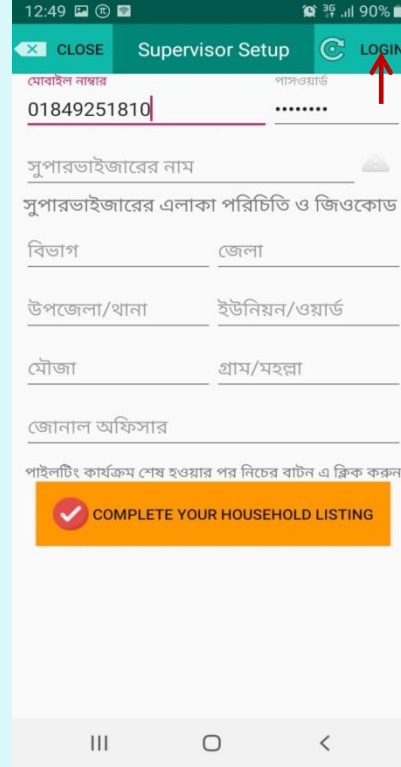 12:49 3G 90%
CLOSE Supervisor Setup LOGIN
মোবাইল নাম্বার পাসওয়ার্ড
01849251810 ••••••••
সুপারভাইজারের নাম
সুপারভাইজারের এলাকা পরিচিতি ও জিওকোড
বিভাগ জেলা
উপজেলা/থানা ইউনিয়ন/ওয়ার্ড
মৌজা গ্রাম/মহল্লা
জোনাল অফিসার
পাইলটিং কার্যক্রম শেষ হওয়ার পর নিচের বাটন এ ক্লিক করুন
COMPLETE YOUR HOUSEHOLD LISTING